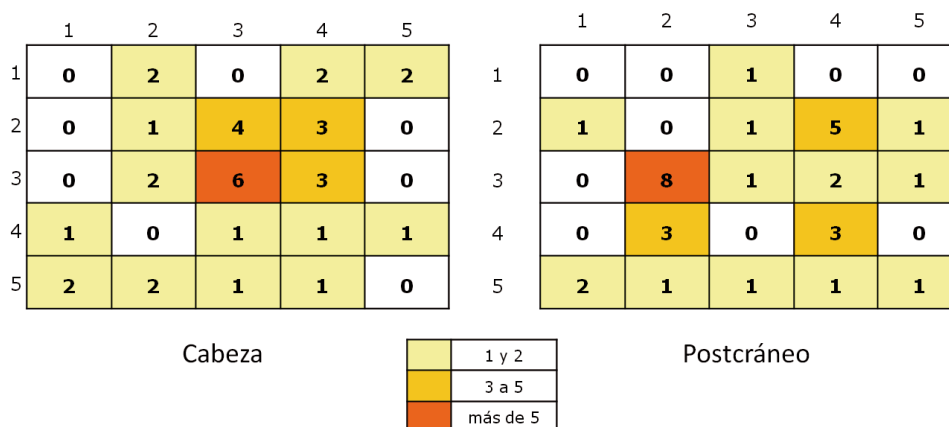 1 2 3 4 5
1 0 2 0 2 2
2 0 1 4 3 0
3 0 2 6 3 0
4 1 0 1 1 1
5 2 2 1 1 0
Cabeza
1 2 3 4 5
1 0 0 1 0 0
2 1 0 1 5 1
3 0 8 1 2 1
4 0 3 0 3 0
5 2 1 1 1 1
Postcráneo
1 y 2
3 a 5
más de 5